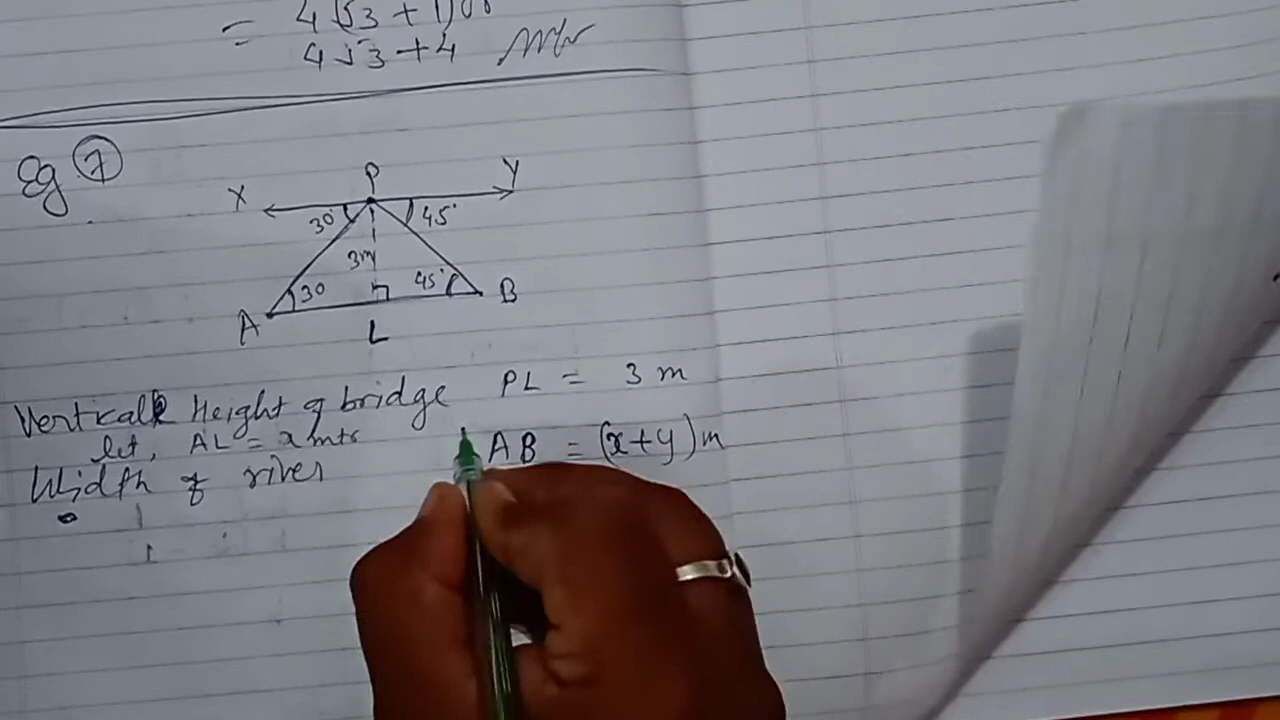 = 4(√3 + 1)
4√3 + 4
Eg 7
P
X Y
30° 45°
3m
30 45°
A B
L
Vertical Height of bridge PL = 3 m
let, AL = x mts
Width of river AB = (x+y)m